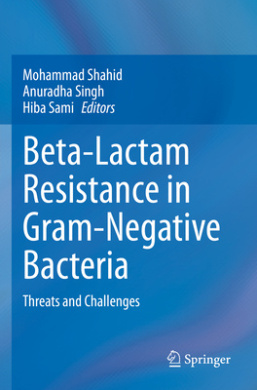 Mohammad Shahid
Anuradha Singh
Hiba Sami Editors
Beta-Lactam
Resistance in
Gram-Negative
Bacteria
Threats and Challenges
Springer